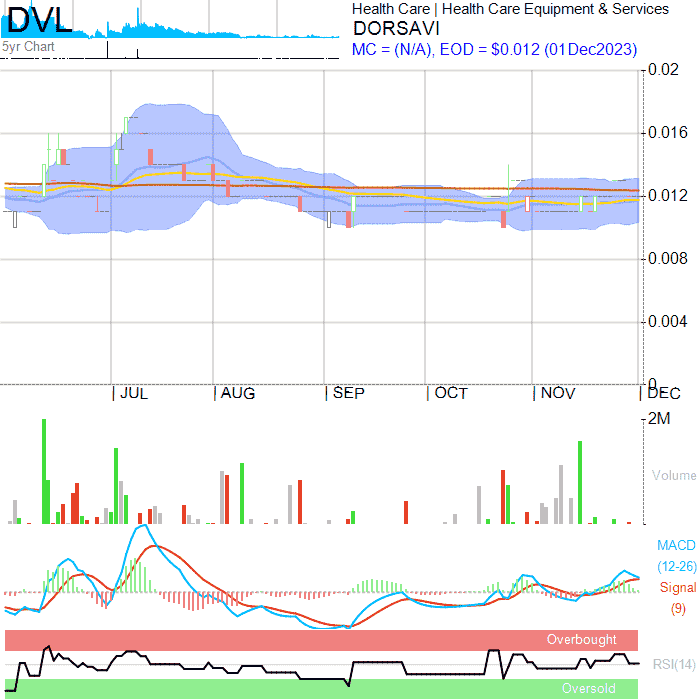 DVL
5yr Chart
Health Care | Health Care Equipment & Services
DORSAVI
MC = (N/A), EOD = $0.012 (01Dec2023)
0.02
0.016
0.012
0.008
0.004
0
JUL AUG SEP OCT NOV DEC
2M
Volume
MACD
(12-26)
Signal
(9)
Overbought
RSI(14)
Oversold